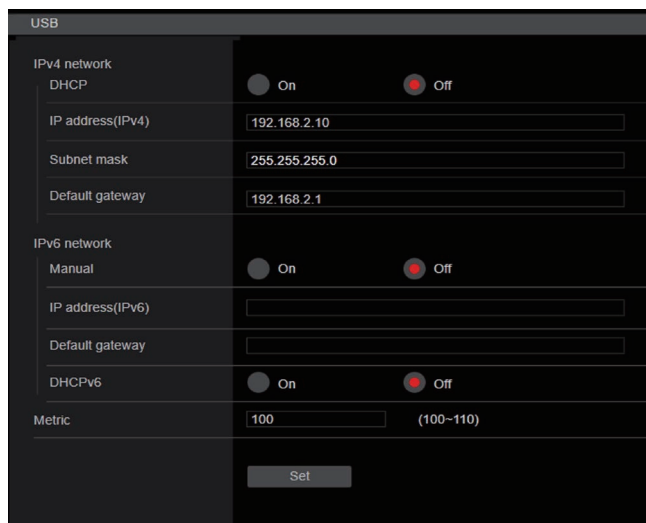 USB
IPv4 network
DHCP On Off
IP address(IPv4) 192.168.2.10
Subnet mask 255.255.255.0
Default gateway 192.168.2.1
IPv6 network
Manual On Off
IP address(IPv6)
Default gateway
DHCPv6 On Off
Metric 100 (100~110)
Set